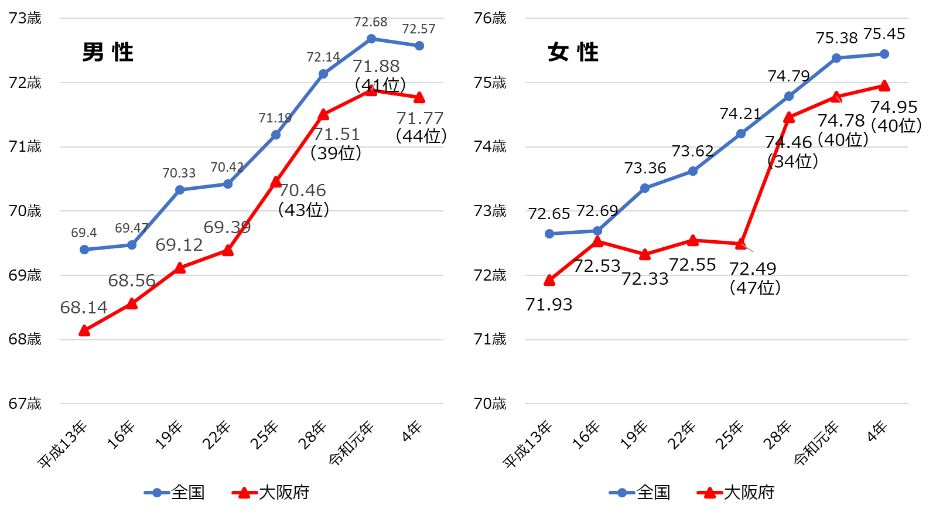 男性
73歳
72歳
71歳
70歳
69歳
68歳
67歳
69.4
69.47
70.33
70.42
71.19
72.14
72.68
72.57
68.14
68.56
69.12
69.39
70.46
(43位)
71.51
(39位)
71.88
(41位)
71.77
(44位)
平成13年
16年
19年
22年
25年
28年
令和元年
4年
全国
大阪府
女性
76歳
75歳
74歳
73歳
72歳
71歳
70歳
72.65
72.69
73.36
73.62
74.21
74.79
75.38
75.45
71.93
72.53
72.33
72.55
72.49
(47位)
74.46
(34位)
74.78
(40位)
74.95
(40位)
平成13年
16年
19年
22年
25年
28年
令和元年
4年
全国
大阪府